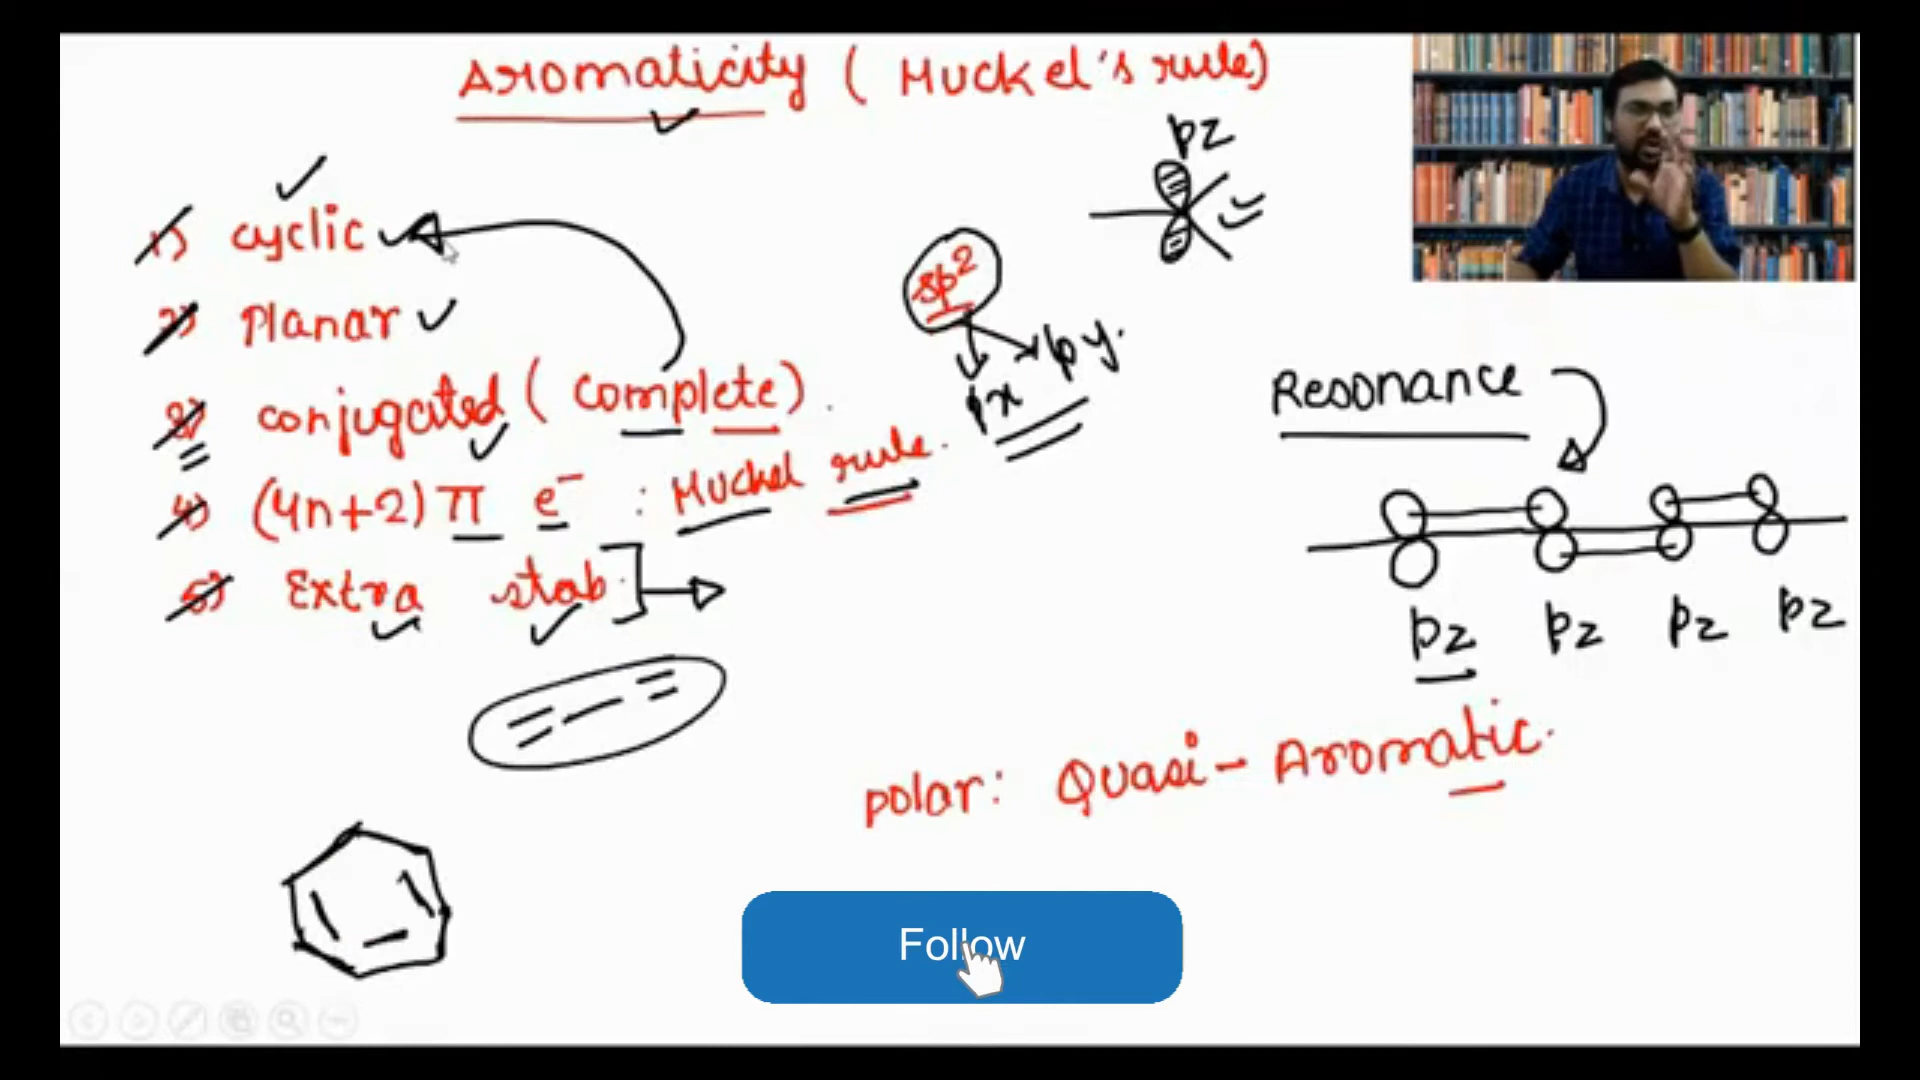 Aromaticity ( Huckel's rule)
pz
1) cyclic
sp2
2) Planar
py.
px
3) conjugated ( complete ) .
Resonance
4) (4n+2) π e- : Huckel rule.
5) Extra stab.
pz pz pz pz
polar: Quasi-Aromatic.
Follow